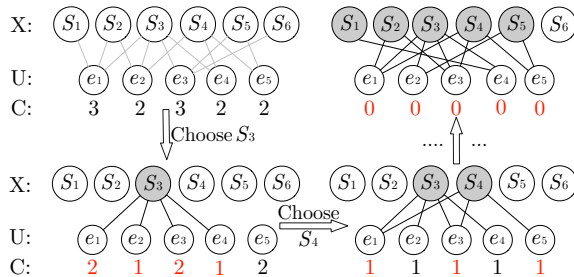 X: S1 S2 S3 S4 S5 S6
U: e1 e2 e3 e4 e5
C: 3 2 3 2 2
S1 S2 S3 S4 S5 S6
e1 e2 e3 e4 e5
0 0 0 0 0
Choose S3
.... ...
X: S1 S2 S3 S4 S5 S6
U: e1 e2 e3 e4 e5
C: 2 1 2 1 2
Choose
S4
S1 S2 S3 S4 S5 S6
e1 e2 e3 e4 e5
1 1 1 1 1